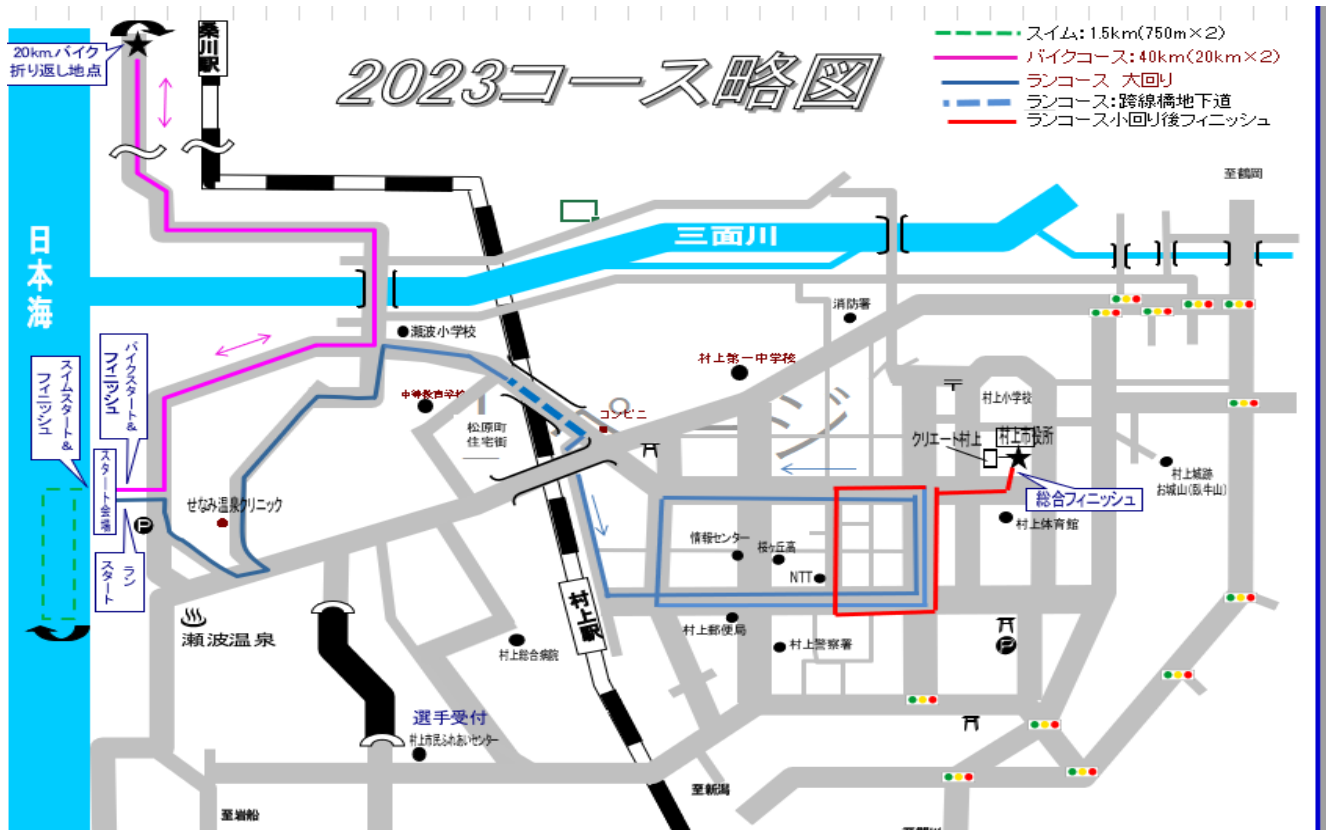 2023コース略図
スイム:1.5km(750m×2)
バイクコース:40km(20km×2)
ランコース 大回り
ランコース:跨線橋地下道
ランコース小回り後フィニッシュ
20kmバイク
折り返し地点
桑川駅
至鶴岡
日本海
三面川
消防署
瀬波小学校
村上第一中学校
バイクスタート&
フィニッシュ
スイムスタート&
フィニッシュ
中等教育学校
松原町
住宅街
コンビニ
ジ
〒
村上小学校
クリエート村上
村上市役所
総合フィニッシュ
村上城跡
お城山(臥牛山)
スタート会場
せなみ温泉クリニック
P
村上体育館
情報センター
桜ヶ丘高
NTT
ラン
スタート
瀬波温泉
村上駅
村上郵便局
村上警察署
P
村上総合病院
選手受付
村上市民ふれあいセンター
至新潟
至岩船